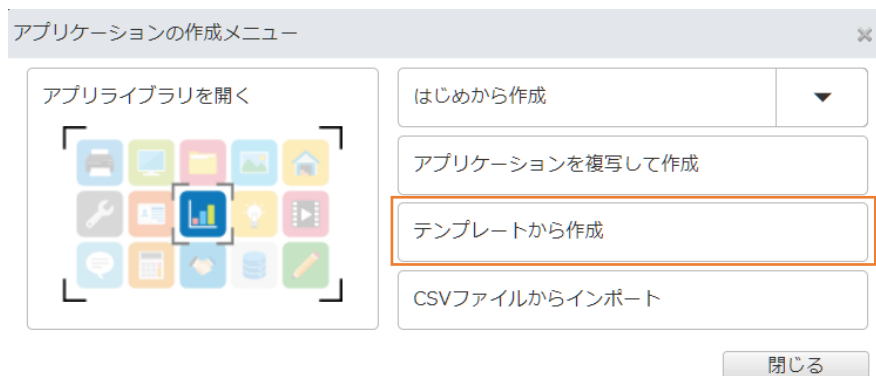 アプリケーションの作成メニュー
アプリライブラリを開く
はじめから作成
アプリケーションを複写して作成
テンプレートから作成
CSVファイルからインポート
閉じる